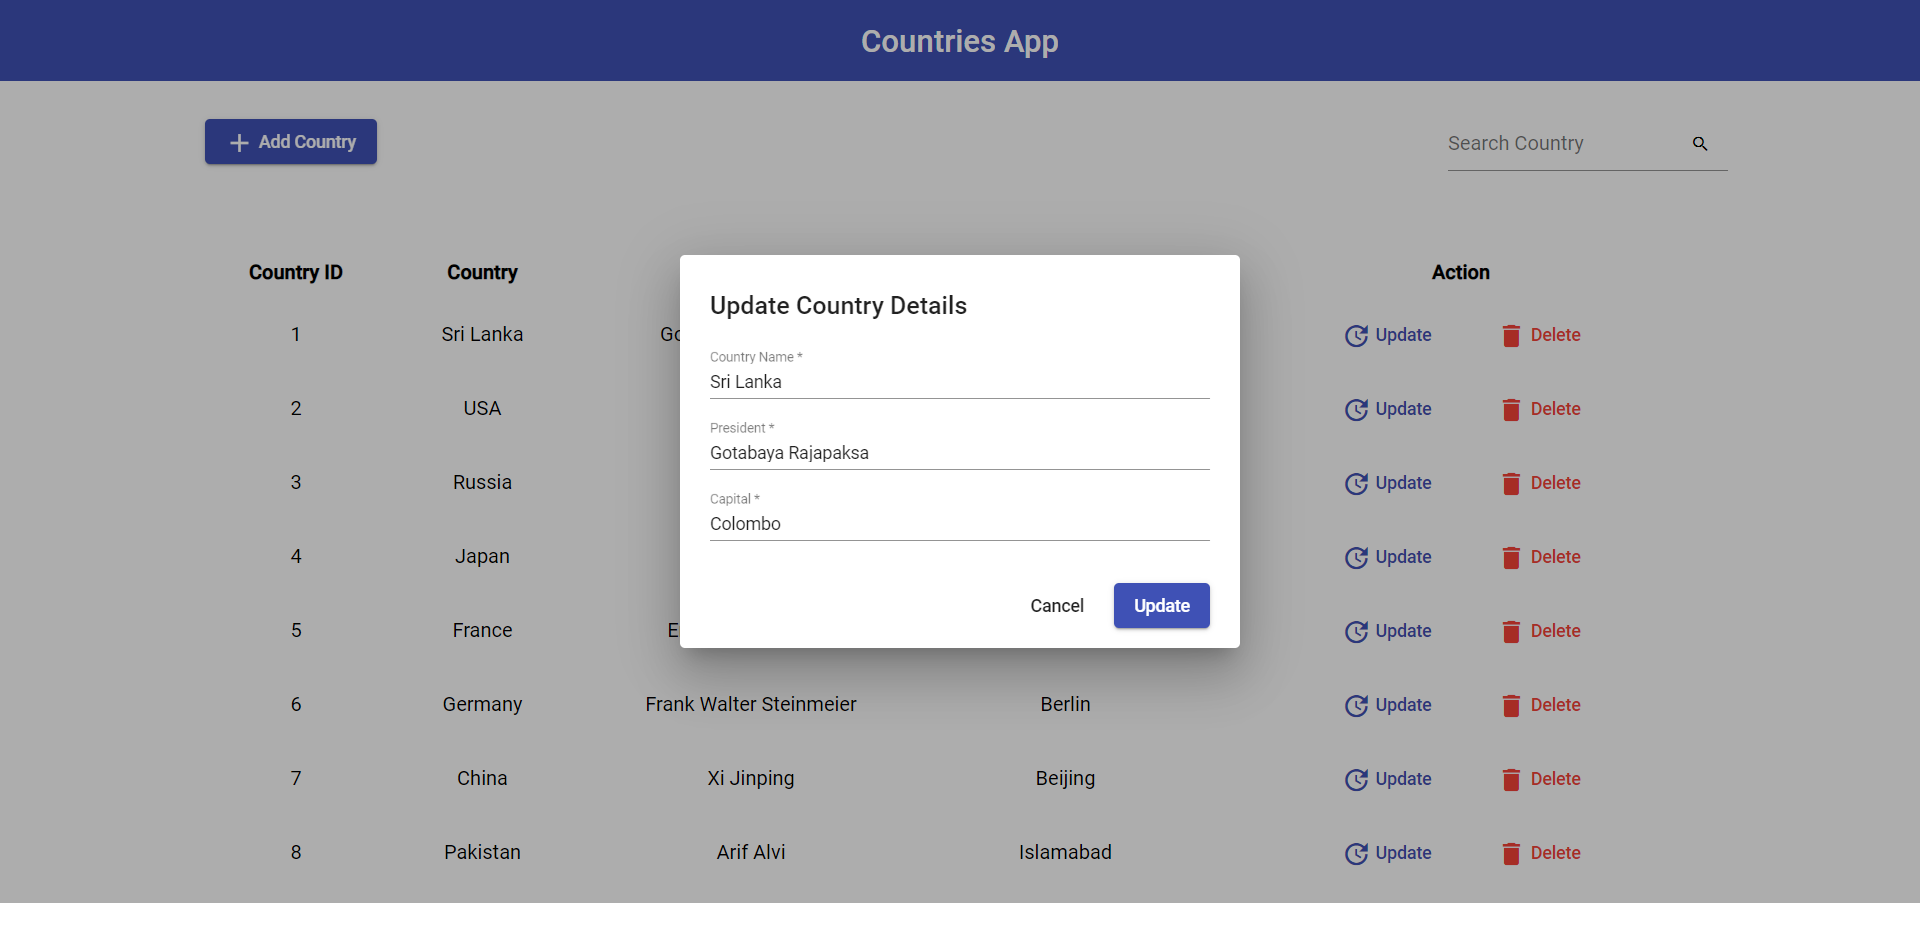 Countries App
Add Country
Search Country
Country ID Country Action
1 Sri Lanka Update Delete
2 USA Update Delete
3 Russia Update Delete
4 Japan Update Delete
5 France Update Delete
6 Germany Frank Walter Steinmeier Berlin Update Delete
7 China Xi Jinping Beijing Update Delete
8 Pakistan Arif Alvi Islamabad Update Delete
Update Country Details
Country Name *
Sri Lanka
President *
Gotabaya Rajapaksa
Capital *
Colombo
Cancel Update